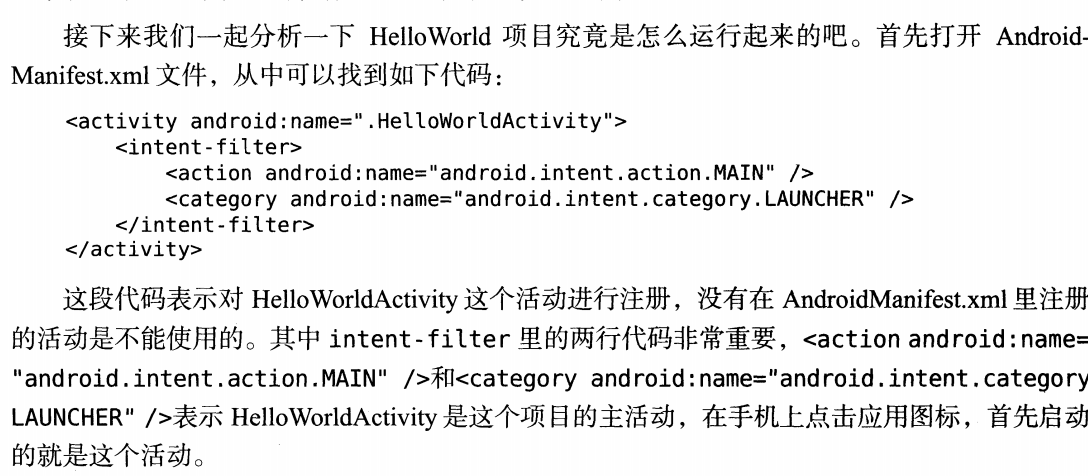 接下来我们一起分析一下 HelloWorld 项目究竟是怎么运行起来的吧。首先打开 Android-
Manifest.xml 文件，从中可以找到如下代码：
<activity android:name=".HelloWorldActivity">
    <intent-filter>
        <action android:name="android.intent.action.MAIN" />
        <category android:name="android.intent.category.LAUNCHER" />
    </intent-filter>
</activity>
这段代码表示对 HelloWorldActivity 这个活动进行注册，没有在 AndroidManifest.xml 里注册
的活动是不能使用的。其中 intent-filter 里的两行代码非常重要，<action android:name=
"android.intent.action.MAIN" />和<category android:name="android.intent.category
LAUNCHER" />表示 HelloWorldActivity 是这个项目的主活动，在手机上点击应用图标，首先启动
的就是这个活动。